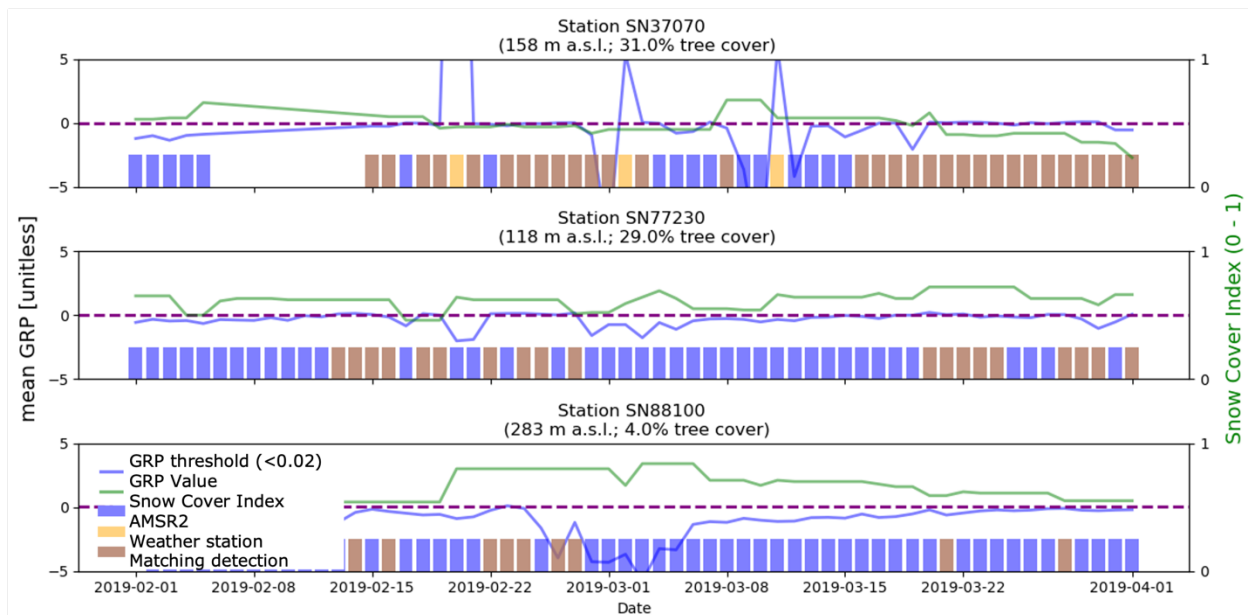 Station SN37070
(158 m a.s.l.; 31.0% tree cover)
5
0
−5
1
0
Station SN77230
(118 m a.s.l.; 29.0% tree cover)
5
0
−5
1
0
mean GRP [unitless]
Snow Cover Index (0 - 1)
Station SN88100
(283 m a.s.l.; 4.0% tree cover)
5
0
−5
1
0
GRP threshold (<0.02)
GRP Value
Snow Cover Index
AMSR2
Weather station
Matching detection
2019-02-01 2019-02-08 2019-02-15 2019-02-22 2019-03-01 2019-03-08 2019-03-15 2019-03-22 2019-04-01
Date